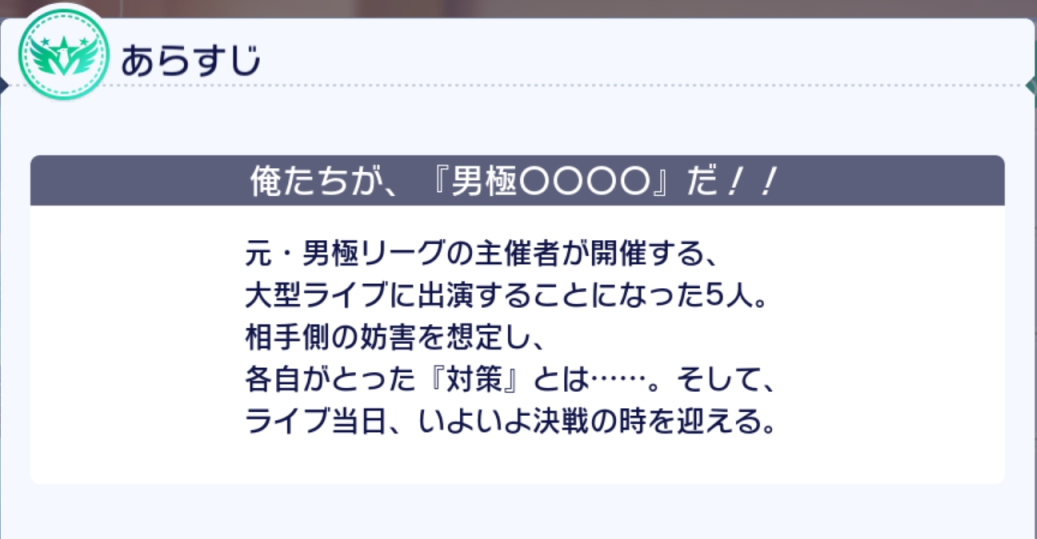 あらすじ
俺たちが、『男極〇〇〇〇』だ！！
元・男極リーグの主催者が開催する、
大型ライブに出演することになった5人。
相手側の妨害を想定し、
各自がとった『対策』とは……。そして、
ライブ当日、いよいよ決戦の時を迎える。